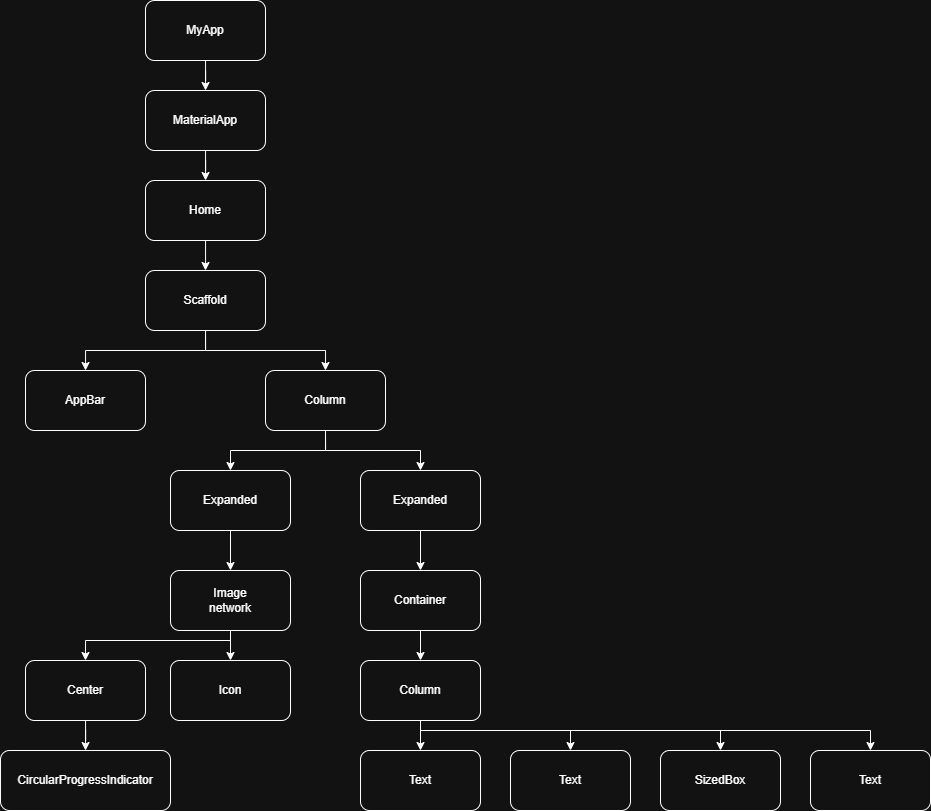 MyApp
MaterialApp
Home
Scaffold
AppBar
Column
Expanded
Expanded
Image
network
Container
Center
Icon
Column
CircularProgressIndicator
Text
Text
SizedBox
Text